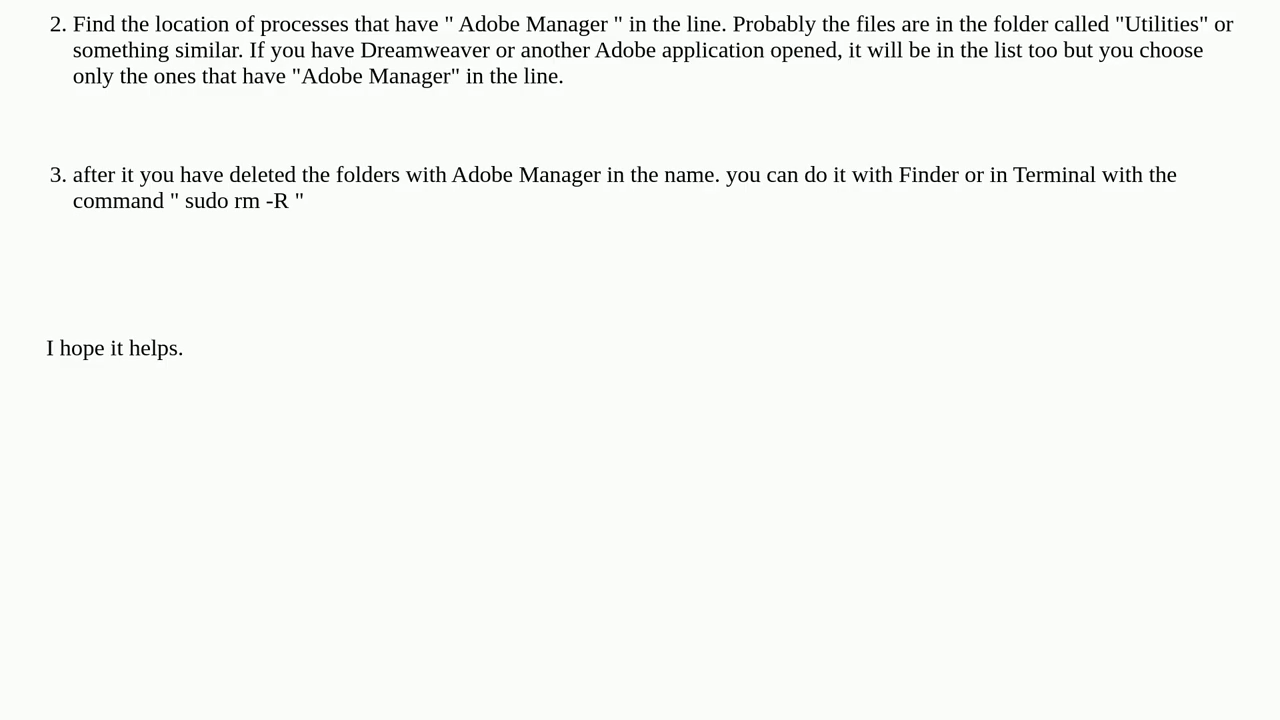 2. Find the location of processes that have " Adobe Manager " in the line. Probably the files are in the folder called "Utilities" or
something similar. If you have Dreamweaver or another Adobe application opened, it will be in the list too but you choose
only the ones that have "Adobe Manager" in the line.
3. after it you have deleted the folders with Adobe Manager in the name. you can do it with Finder or in Terminal with the
command " sudo rm -R "
I hope it helps.